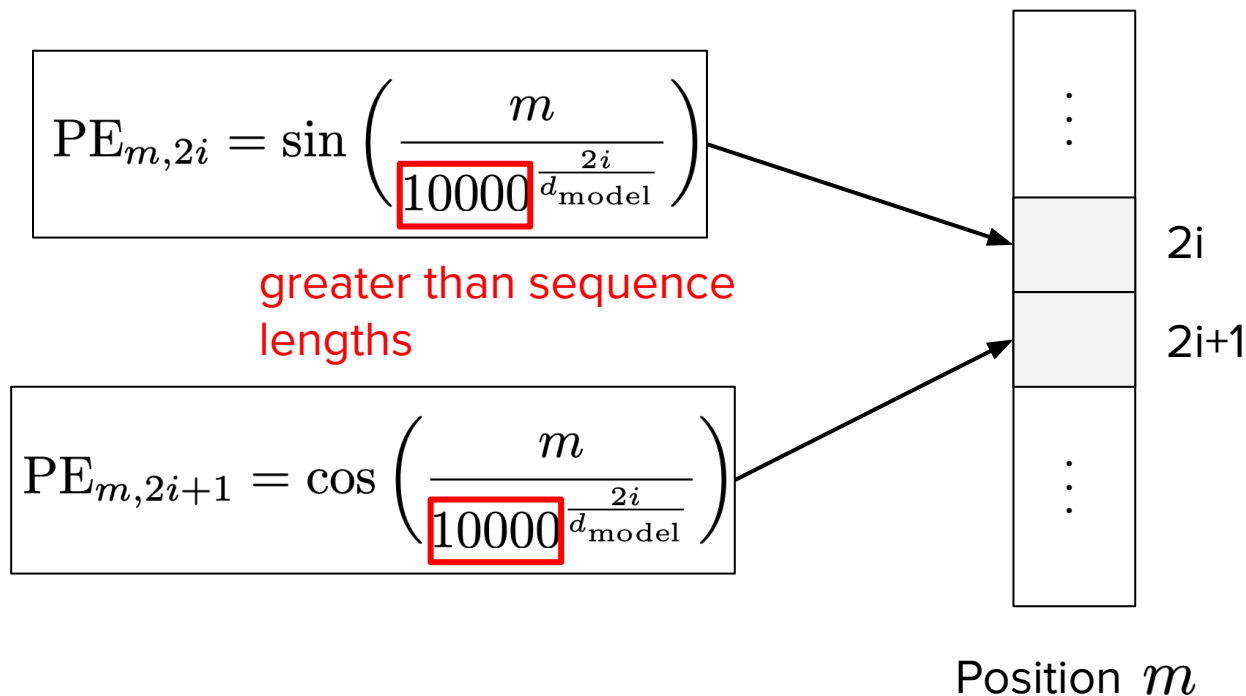 PE_{m,2i} = sin ( m / 10000^{2i/d_model} )
2i
greater than sequence
lengths
2i+1
PE_{m,2i+1} = cos ( m / 10000^{2i/d_model} )
Position m